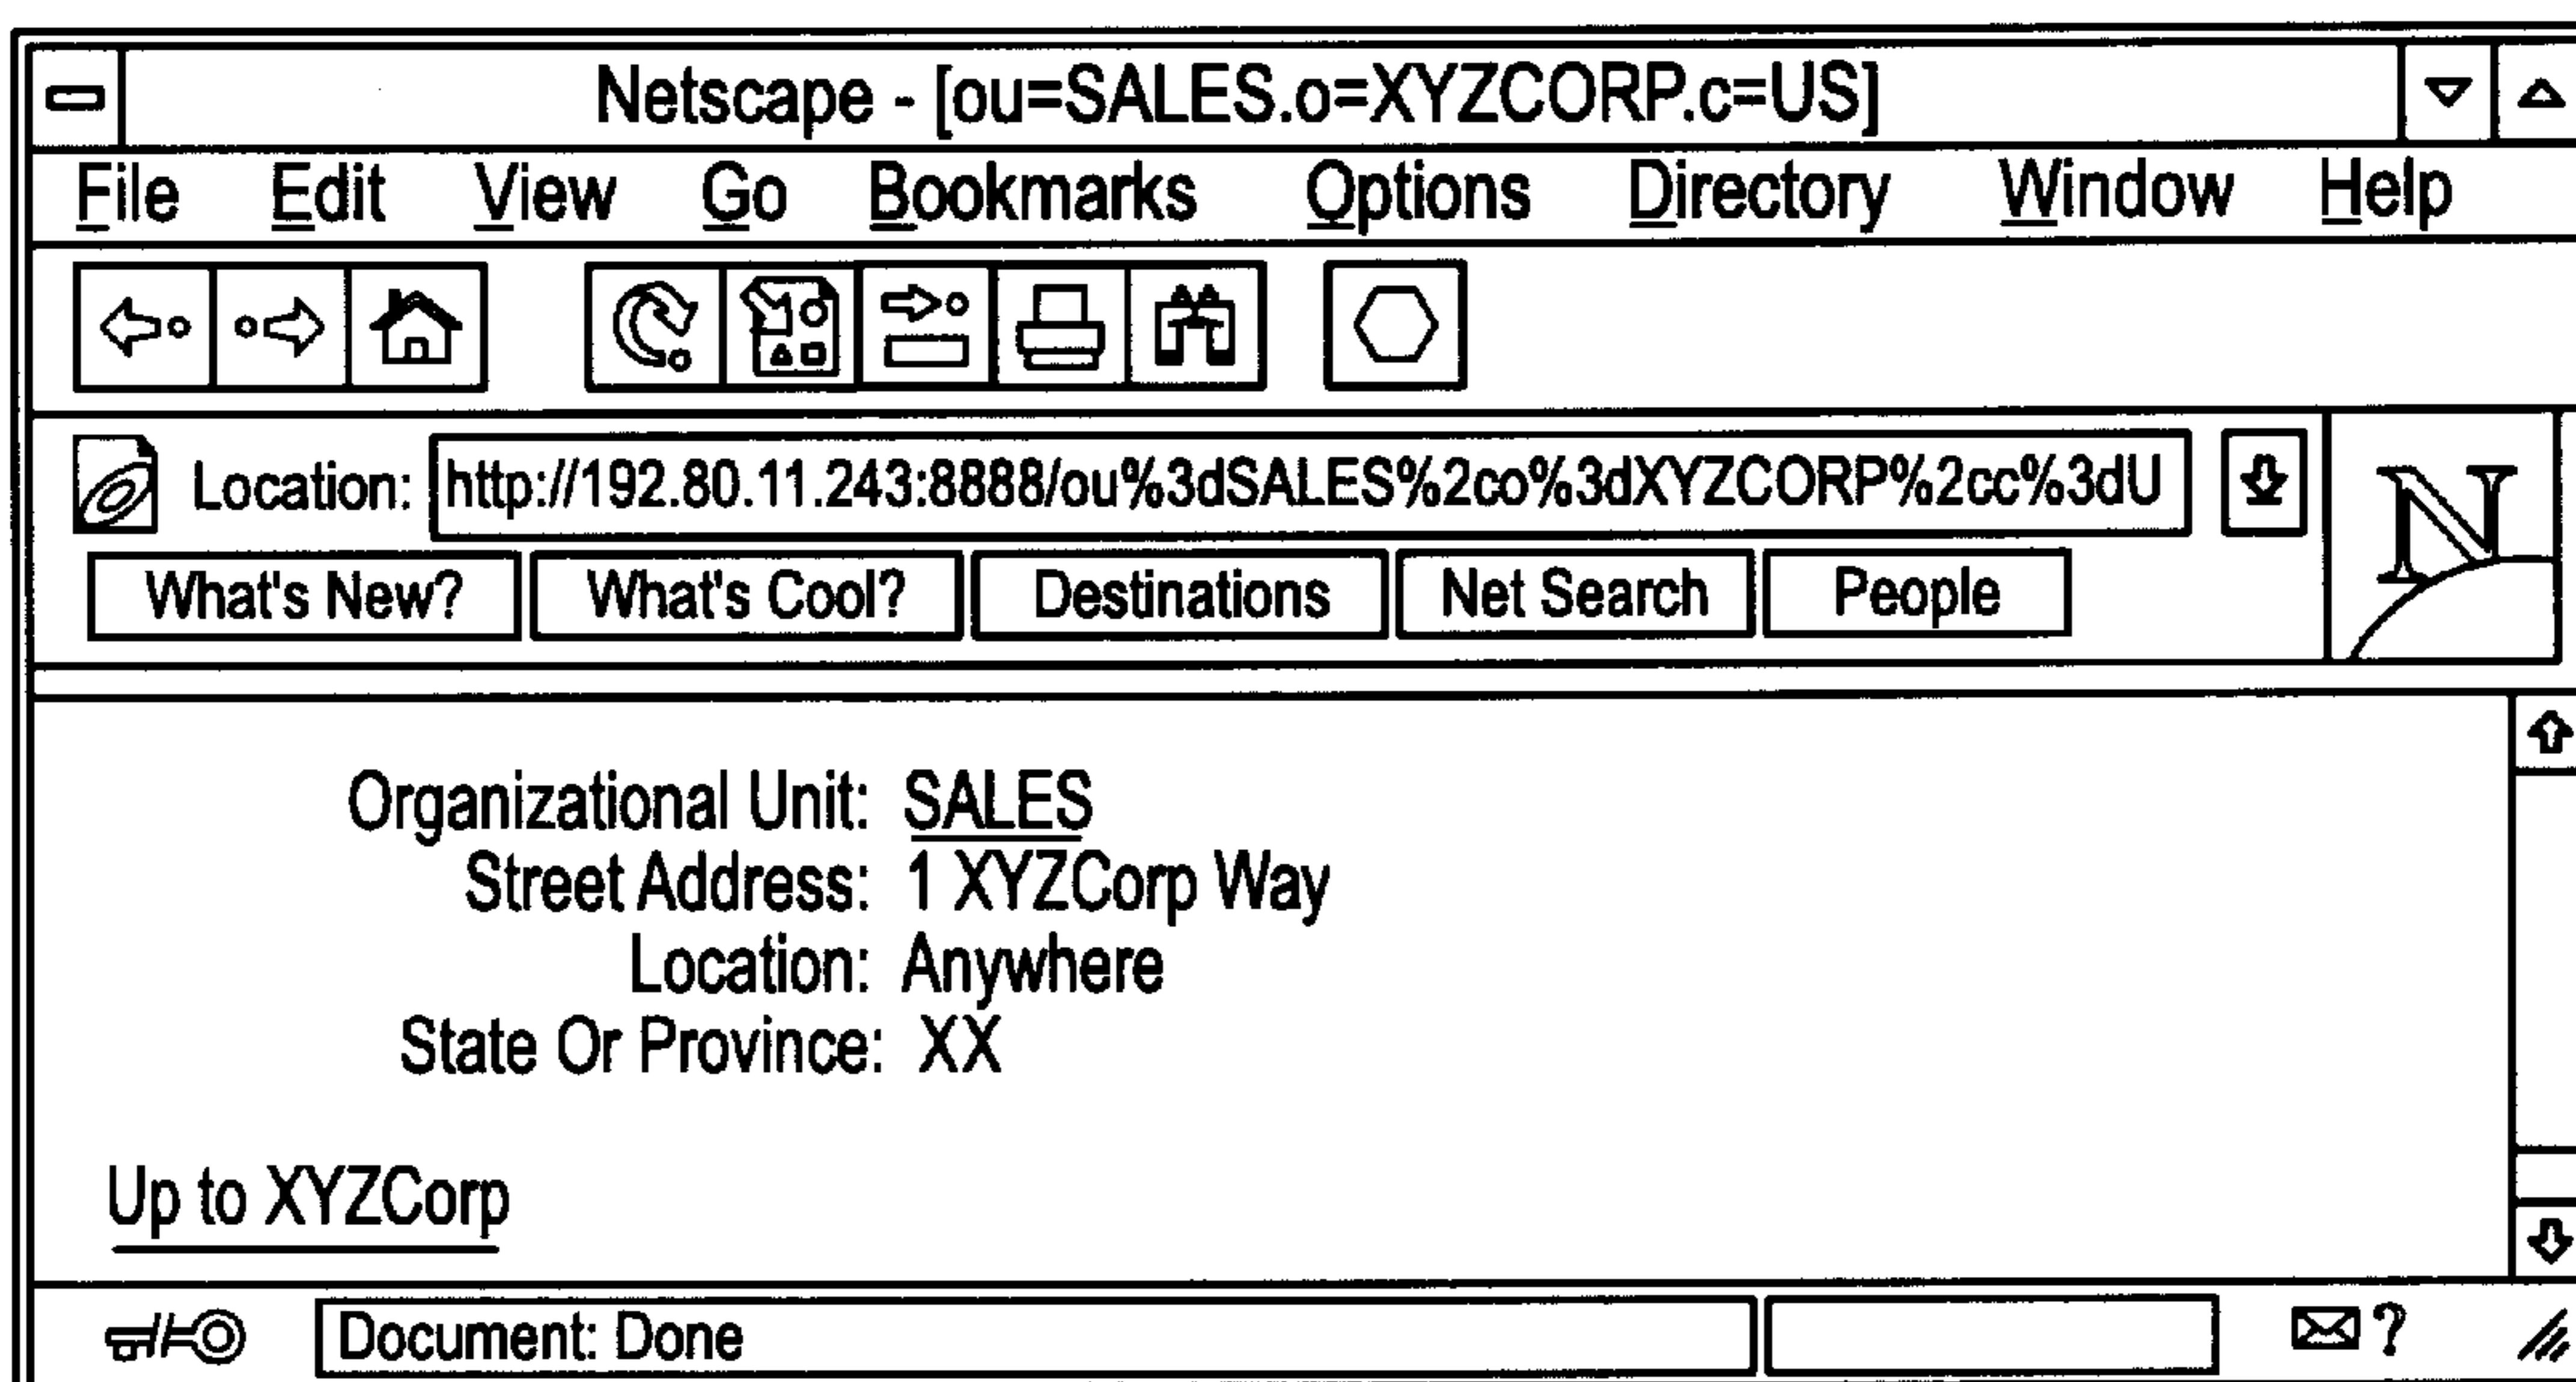 Netscape - [ou=SALES.o=XYZCORP.c=US]
File Edit View Go Bookmarks Options Directory Window Help
Location: http://192.80.11.243:8888/ou%3dSALES%2co%3dXYZCORP%2cc%3dU
N
What's New? What's Cool? Destinations Net Search People
Organizational Unit: SALES
Street Address: 1 XYZCorp Way
Location: Anywhere
State Or Province: XX
Up to XYZCorp
Document: Done ?